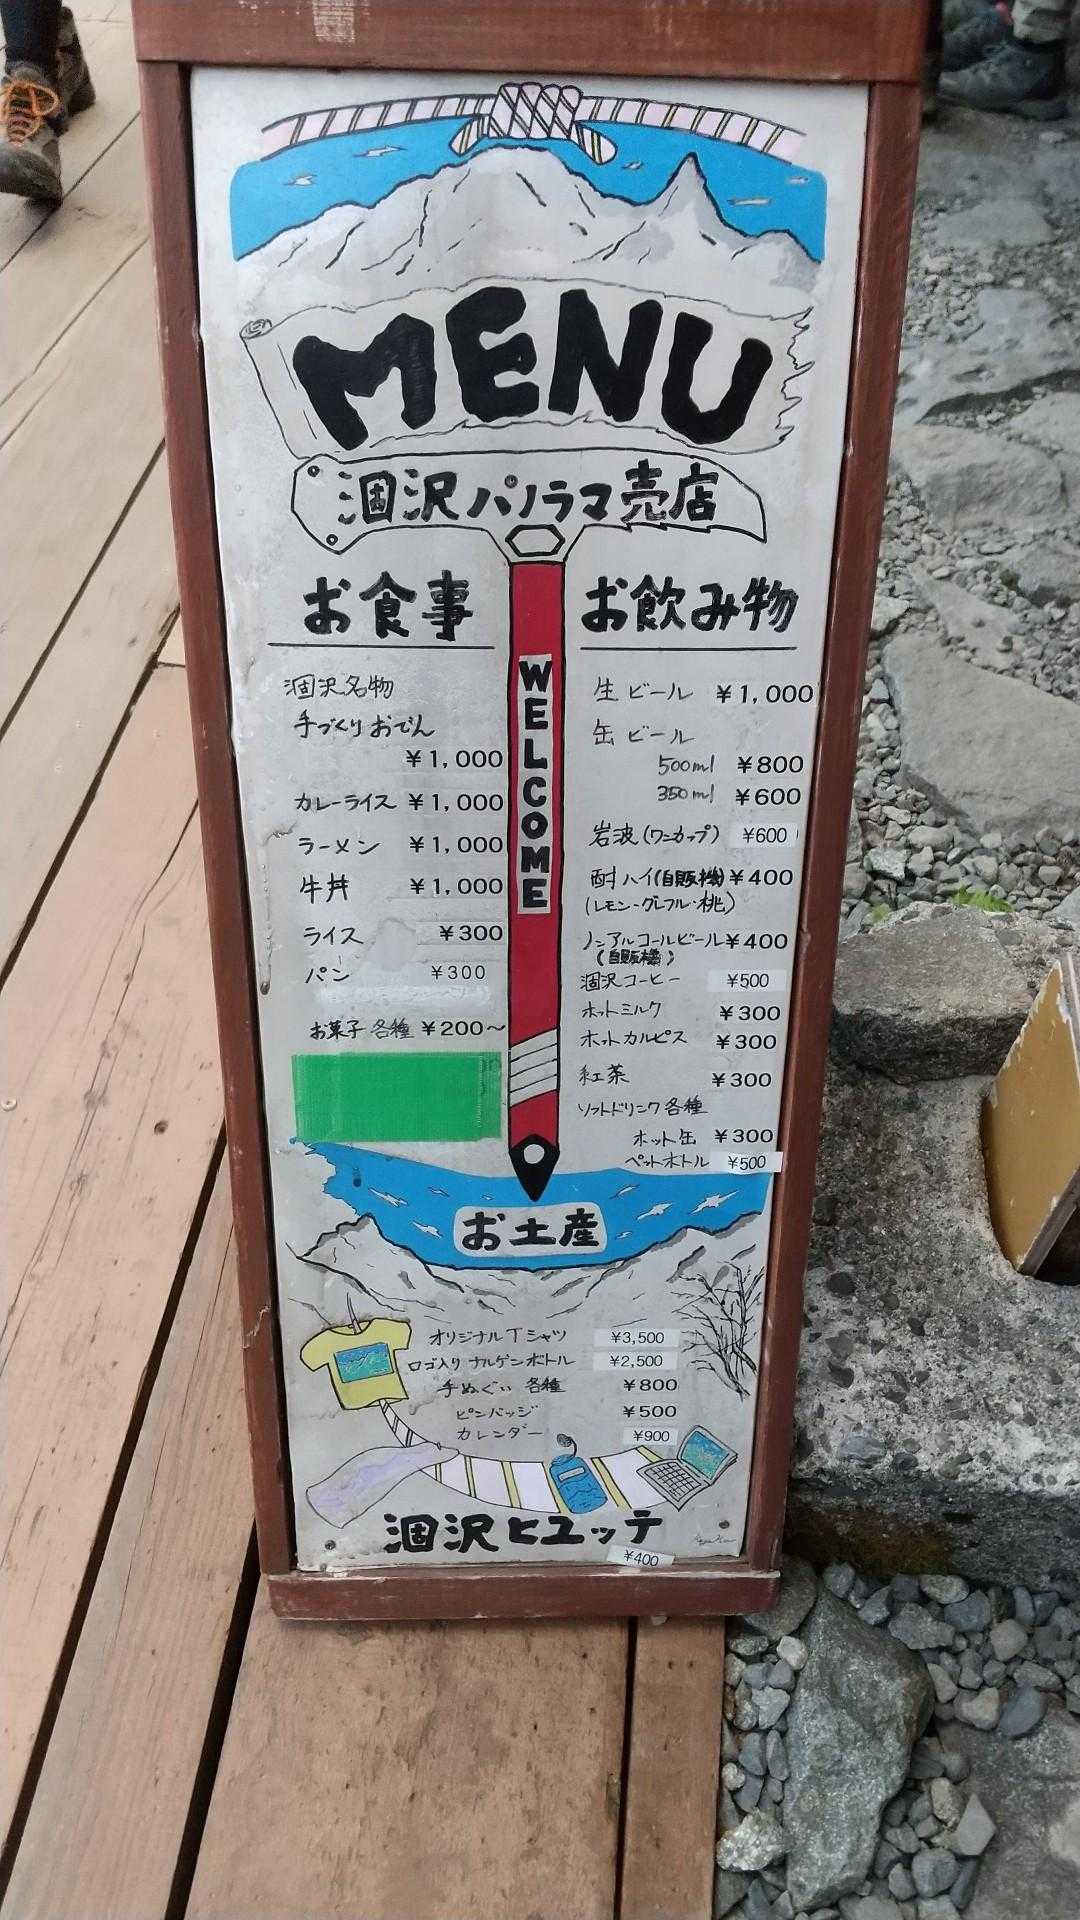 MENU
涸沢パノラマ売店
お食事
涸沢名物
手づくりおでん
¥1,000
カレーライス ¥1,000
ラーメン ¥1,000
牛丼 ¥1,000
ライス ¥300
パン ¥300
お菓子 各種 ¥200〜
WELCOME
お飲み物
生ビール ¥1,000
缶ビール
500ml ¥800
350ml ¥600
岩波(ワンカップ) ¥600
酎ハイ(自販機) ¥400
(レモン・グレフル・桃)
ノンアルコールビール ¥400
(自販機)
涸沢コーヒー ¥500
ホットミルク ¥300
ホットカルピス ¥300
紅茶 ¥300
ソフトドリンク 各種
ホット缶 ¥300
ペットボトル ¥500
お土産
オリジナルTシャツ ¥3,500
ロゴ入りナルゲンボトル ¥2,500
手ぬぐい 各種 ¥800
ピンバッジ ¥500
カレンダー ¥900
涸沢ヒュッテ
¥400